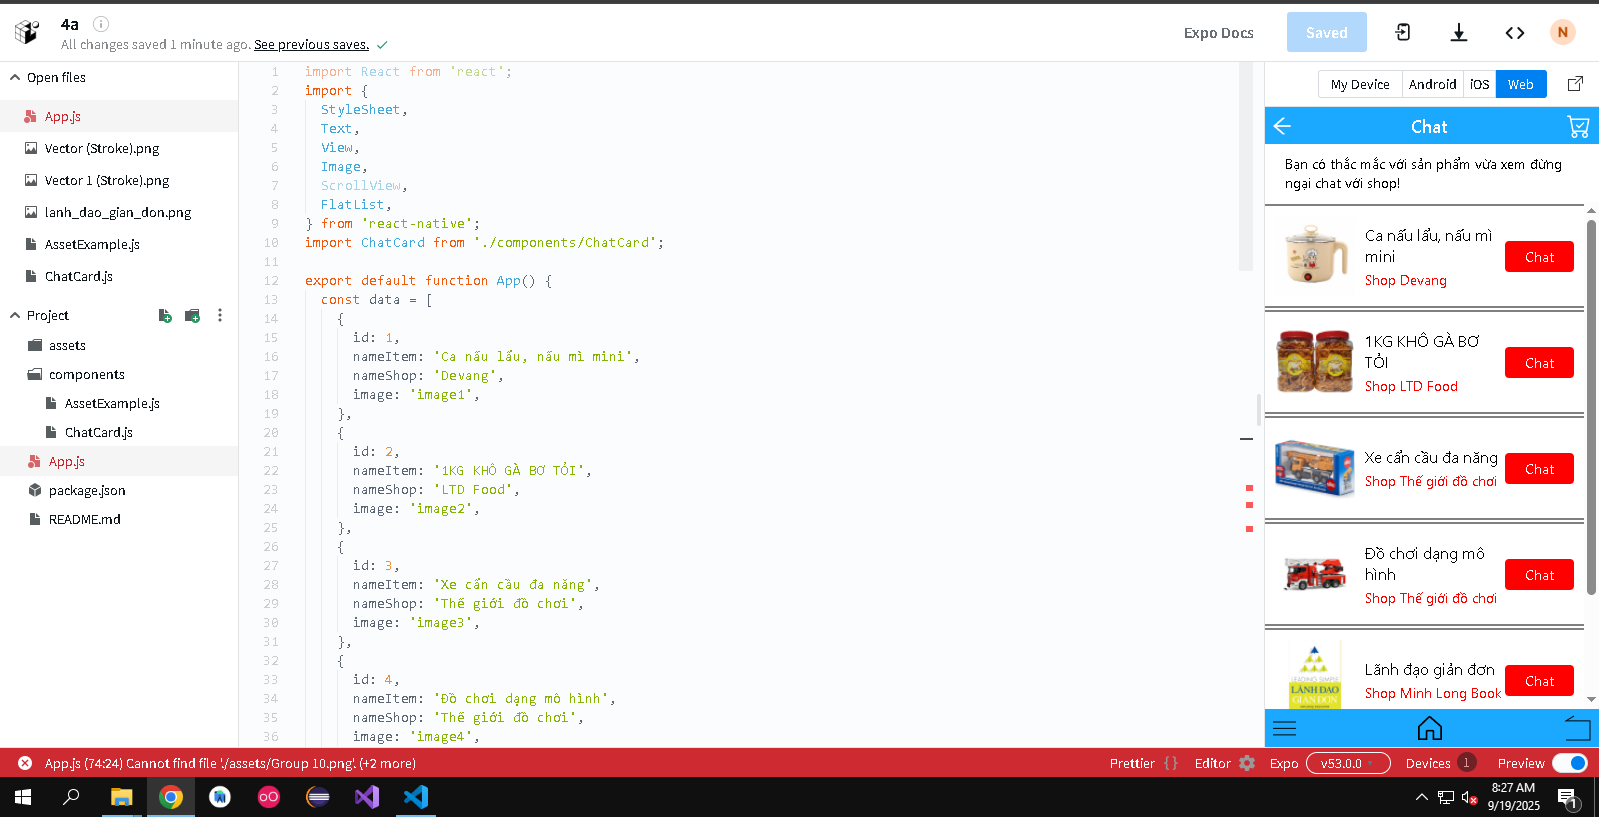 4a
All changes saved 1 minute ago. See previous saves.
Expo Docs
Saved
N
Open files
App.js
Vector (Stroke).png
Vector 1 (Stroke).png
lanh_dao_gian_don.png
AssetExample.js
ChatCard.js
Project
assets
components
AssetExample.js
ChatCard.js
App.js
package.json
README.md
1 import React from 'react';
2 import {
3 StyleSheet,
4 Text,
5 View,
6 Image,
7 ScrollView,
8 FlatList,
9 } from 'react-native';
10 import ChatCard from './components/ChatCard';
11
12 export default function App() {
13 const data = [
14 {
15 id: 1,
16 nameItem: 'Ca nấu lẩu, nấu mì mini',
17 nameShop: 'Devang',
18 image: 'image1',
19 },
20 {
21 id: 2,
22 nameItem: '1KG KHÔ GÀ BƠ TỎI',
23 nameShop: 'LTD Food',
24 image: 'image2',
25 },
26 {
27 id: 3,
28 nameItem: 'Xe cẩn cầu đa năng',
29 nameShop: 'Thế giới đồ chơi',
30 image: 'image3',
31 },
32 {
33 id: 4,
34 nameItem: 'Đồ chơi dạng mô hình',
35 nameShop: 'Thế giới đồ chơi',
36 image: 'image4',
My Device Android iOS Web
Chat
Bạn có thắc mắc với sản phẩm vừa xem đừng
ngại chat với shop!
Ca nấu lẩu, nấu mì
mini
Shop Devang
Chat
1KG KHÔ GÀ BƠ
TỎI
Shop LTD Food
Chat
Xe cẩn cầu đa năng
Shop Thế giới đồ chơi
Chat
Đồ chơi dạng mô
hình
Shop Thế giới đồ chơi
Chat
LEADING SIMPLE
LÃNH ĐẠO
GIẢN ĐƠN
Lãnh đạo giản đơn
Shop Minh Long Book
Chat
App.js (74:24) Cannot find file './assets/Group 10.png'. (+2 more)
Prettier { } Editor Expo v53.0.0 Devices 1 Preview
8:27 AM
9/19/2025
1